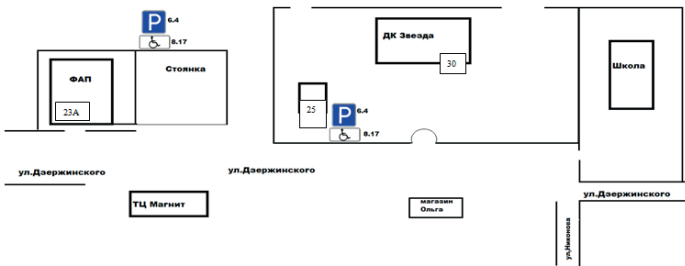 P 6.4
8.17
ФАП
Стоянка
23А
ДК Звезда
30
Школа
25
P 6.4
8.17
ул.Дзержинского
ул.Дзержинского
ул.Дзержинского
ТЦ Магнит
магазин
Ольга
ул.Никонова